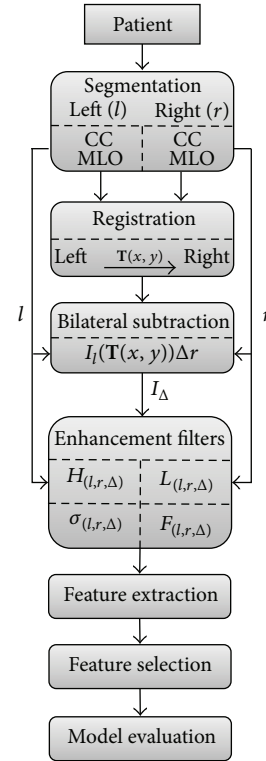 Patient
Segmentation
Left (l) Right (r)
CC CC
MLO MLO
Registration
Left T(x, y) Right
l r
Bilateral subtraction
I_l(T(x, y))Δr
I_Δ
Enhancement filters
H_(l,r,Δ) L_(l,r,Δ)
σ_(l,r,Δ) F_(l,r,Δ)
Feature extraction
Feature selection
Model evaluation